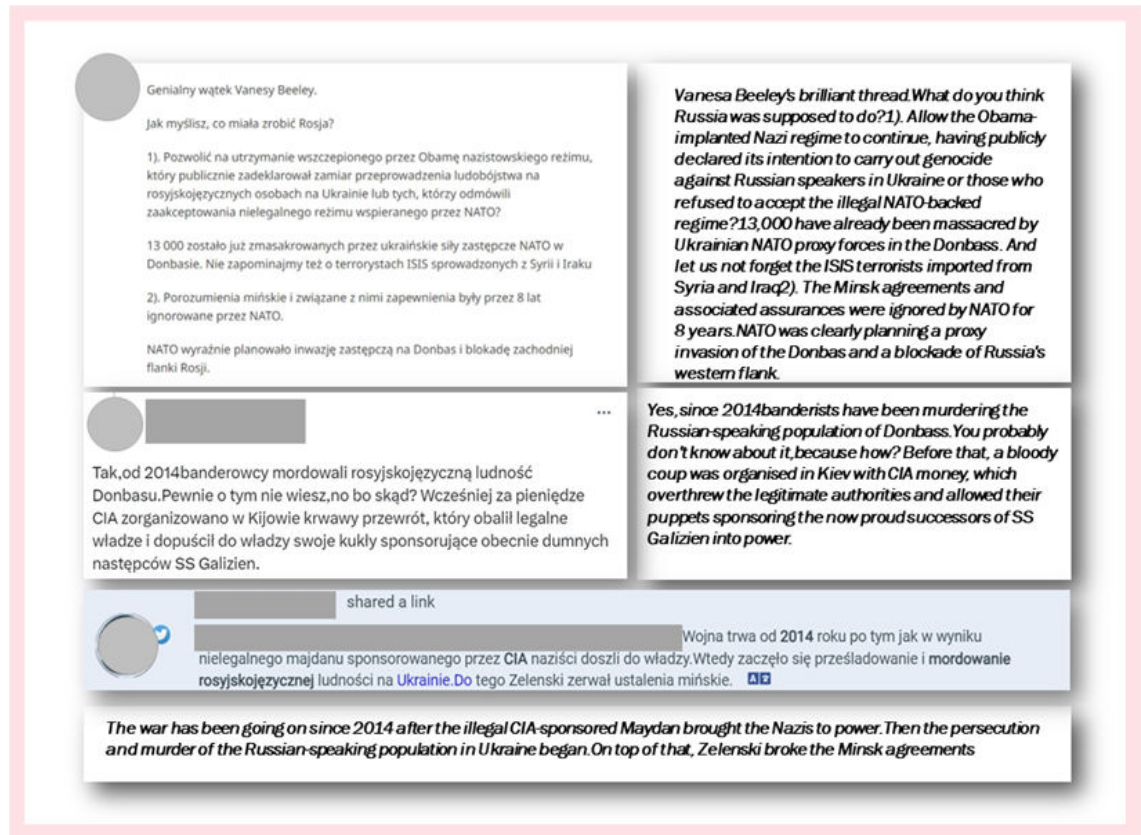 Genialny wątek Vanesy Beeley.
Jak myślisz, co miała zrobić Rosja?
1). Pozwolić na utrzymanie wszczepionego przez Obamę nazistowskiego reżimu,
który publicznie zadeklarował zamiar przeprowadzenia ludobójstwa na
rosyjskojęzycznych osobach na Ukrainie lub tych, którzy odmówili
zaakceptowania nielegalnego reżimu wspieranego przez NATO?
13 000 zostało już zmasakrowanych przez ukraińskie siły zastępcze NATO w
Donbasie. Nie zapominajmy też o terrorystach ISIS sprowadzonych z Syrii i Iraku
2). Porozumienia mińskie i związane z nimi zapewnienia były przez 8 lat
ignorowane przez NATO.
NATO wyraźnie planowało inwazję zastępczą na Donbas i blokadę zachodniej
flanki Rosji.
Vanesa Beeley's brilliant thread.What do you think
Russia was supposed to do?1). Allow the Obama-
implanted Nazi regime to continue, having publicly
declared its intention to carry out genocide
against Russian speakers in Ukraine or those who
refused to accept the illegal NATO-backed
regime?13,000 have already been massacred by
Ukrainian NATO proxy forces in the Donbass. And
let us not forget the ISIS terrorists imported from
Syria and Iraq2). The Minsk agreements and
associated assurances were ignored by NATO for
8 years.NATO was clearly planning a proxy
invasion of the Donbas and a blockade of Russia's
western flank.
...
Tak,od 2014banderowcy mordowali rosyjskojęzyczną ludność
Donbasu.Pewnie o tym nie wiesz,no bo skąd? Wcześniej za pieniędze
CIA zorganizowano w Kijowie krwawy przewrót, który obalił legalne
władze i dopuścił do władzy swoje kukły sponsorujące obecnie dumnych
następców SS Galizien.
Yes,since 2014banderists have been murdering the
Russian-speaking population of Donbass.You probably
don't know about it,because how? Before that, a bloody
coup was organised in Kiev with CIA money, which
overthrew the legitimate authorities and allowed their
puppets sponsoring the now proud successors of SS
Galizien into power.
shared a link
Wojna trwa od 2014 roku po tym jak w wyniku
nielegalnego majdanu sponsorowanego przez CIA naziści doszli do władzy.Wtedy zaczęło się prześladowanie i mordowanie
rosyjskojęzycznej ludności na Ukrainie.Do tego Zelenski zerwał ustalenia mińskie.
The war has been going on since 2014 after the illegal CIA-sponsored Maydan brought the Nazis to power.Then the persecution
and murder of the Russian-speaking population in Ukraine began.On top of that, Zelenski broke the Minsk agreements